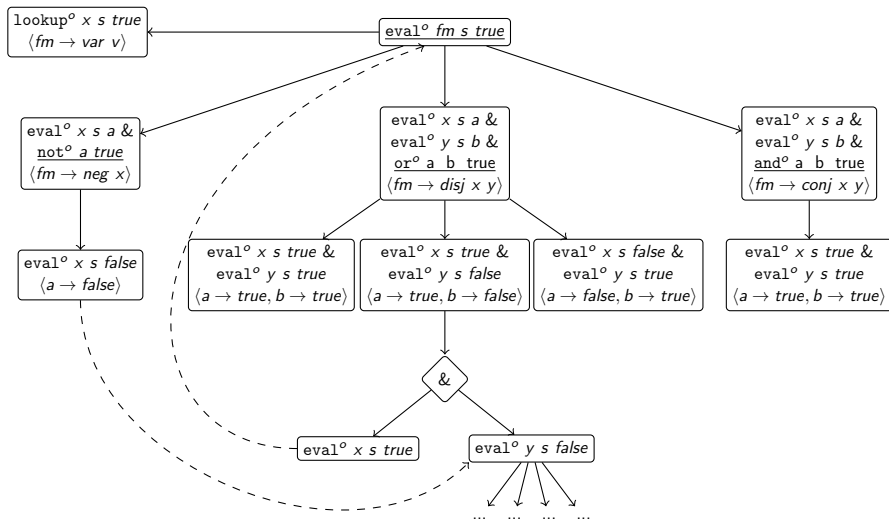 lookupᵒ x s true
⟨fm → var v⟩
evalᵒ fm s true
evalᵒ x s a &
notᵒ a true
⟨fm → neg x⟩
evalᵒ x s a &
evalᵒ y s b &
orᵒ a b true
⟨fm → disj x y⟩
evalᵒ x s a &
evalᵒ y s b &
andᵒ a b true
⟨fm → conj x y⟩
evalᵒ x s false
⟨a → false⟩
evalᵒ x s true &
evalᵒ y s true
⟨a → true, b → true⟩
evalᵒ x s true &
evalᵒ y s false
⟨a → true, b → false⟩
evalᵒ x s false &
evalᵒ y s true
⟨a → false, b → true⟩
evalᵒ x s true &
evalᵒ y s true
⟨a → true, b → true⟩
&
evalᵒ x s true
evalᵒ y s false
... ... ... ...